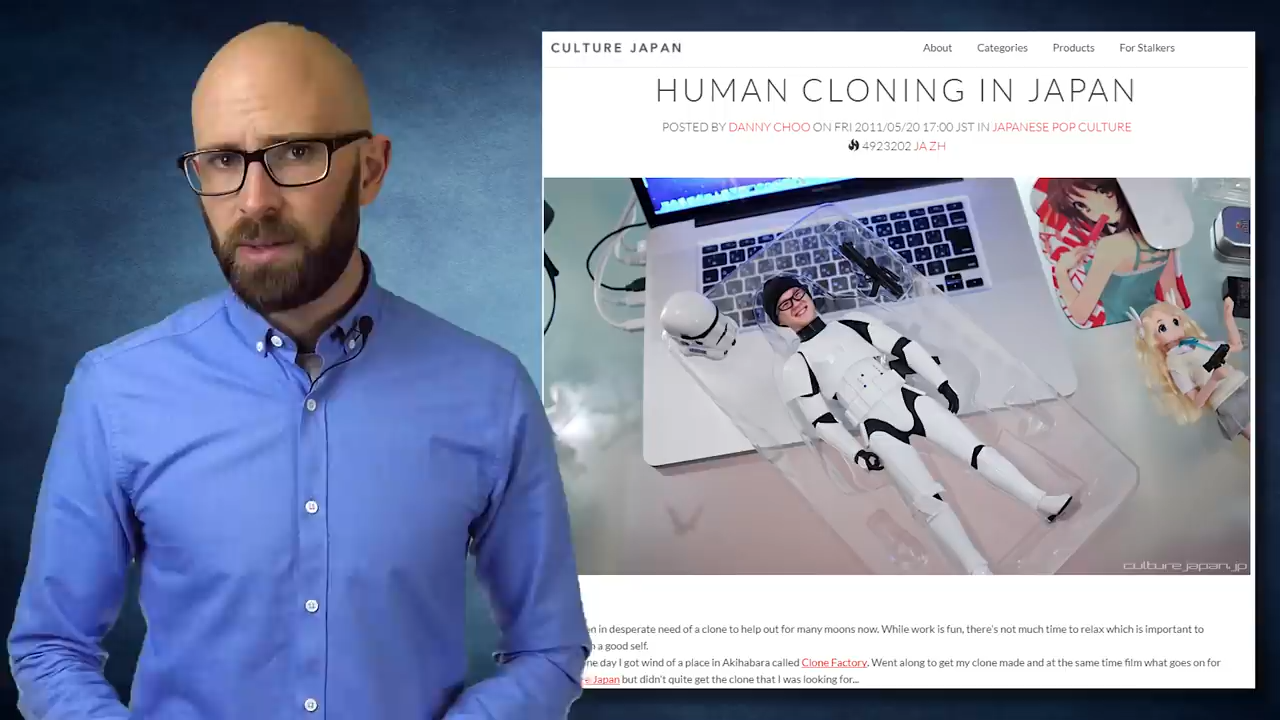 CULTURE JAPAN
About Categories Products For Stalkers
HUMAN CLONING IN JAPAN
POSTED BY DANNY CHOO ON FRI 2011/05/20 17:00 JST IN JAPANESE POP CULTURE
4923202 JA ZH
culturejapan.jp
in desperate need of a clone to help out for many moons now. While work is fun, there's not much time to relax which is important to
a good self.
one day I got wind of a place in Akihabara called Clone Factory. Went along to get my clone made and at the same time film what goes on for
Japan but didn't quite get the clone that I was looking for...